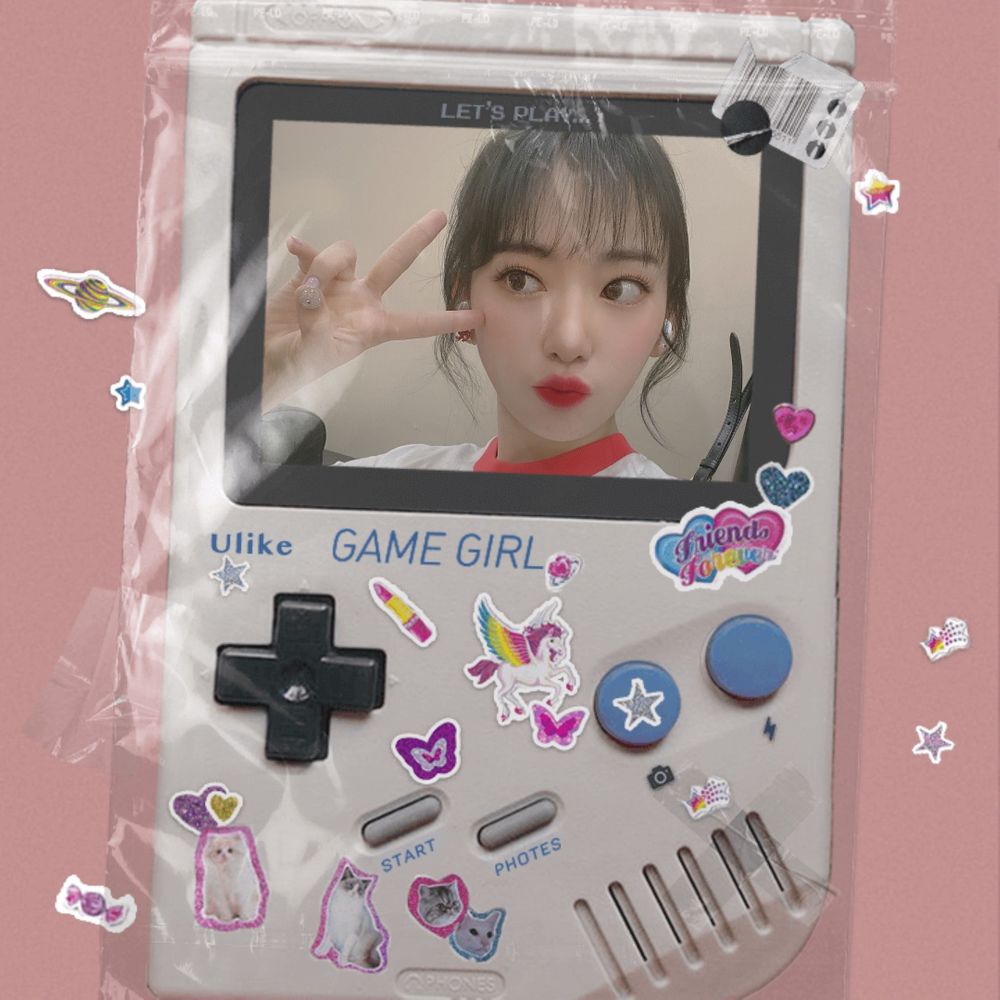 LET'S PLAY...
Ulike
GAME GIRL
Friends
Forever
START
PHOTES
PHONES